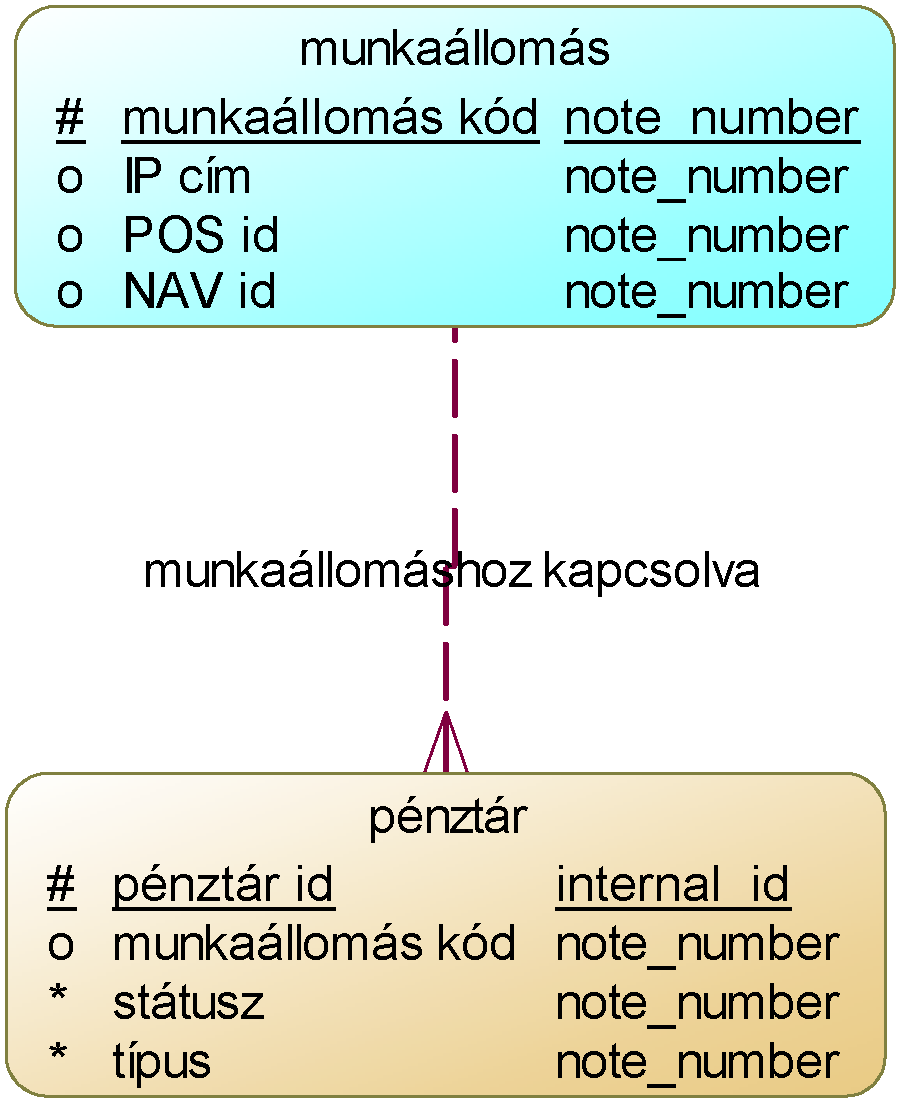 munkaállomás
# munkaállomás kód note_number
o IP cím note_number
o POS id note_number
o NAV id note_number
munkaállomáshoz kapcsolva
pénztár
# pénztár id internal_id
o munkaállomás kód note_number
* státusz note_number
* típus note_number